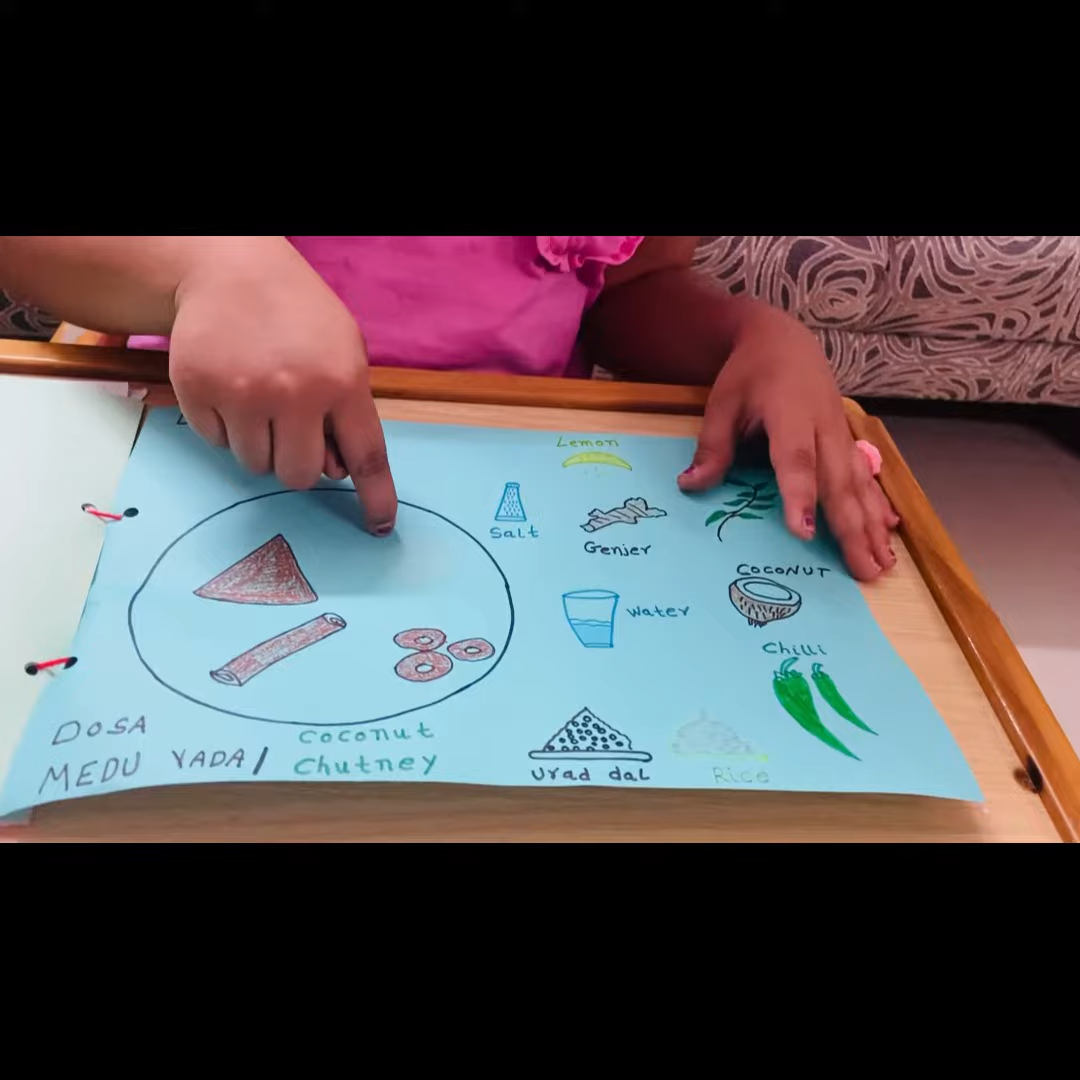 Lemon
Salt
Genjer
COCONUT
Water
Chilli
DOSA
MEDU VADA/
Coconut
Chutney
Urad dal
Rice